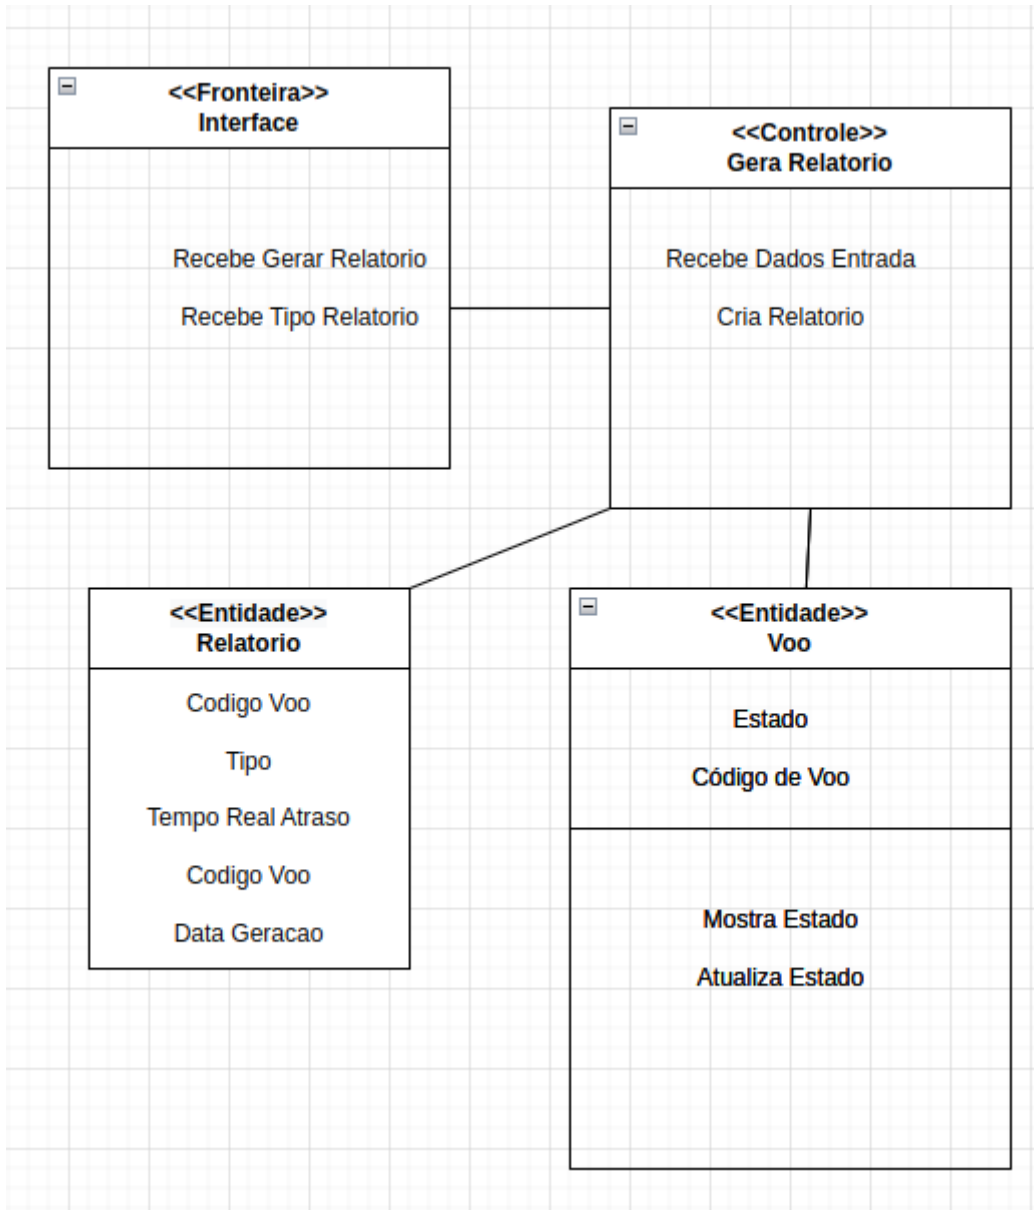 <<Fronteira>>
Interface
Recebe Gerar Relatorio
Recebe Tipo Relatorio
<<Controle>>
Gera Relatorio
Recebe Dados Entrada
Cria Relatorio
<<Entidade>>
Relatorio
Codigo Voo
Tipo
Tempo Real Atraso
Codigo Voo
Data Geracao
<<Entidade>>
Voo
Estado
Código de Voo
Mostra Estado
Atualiza Estado